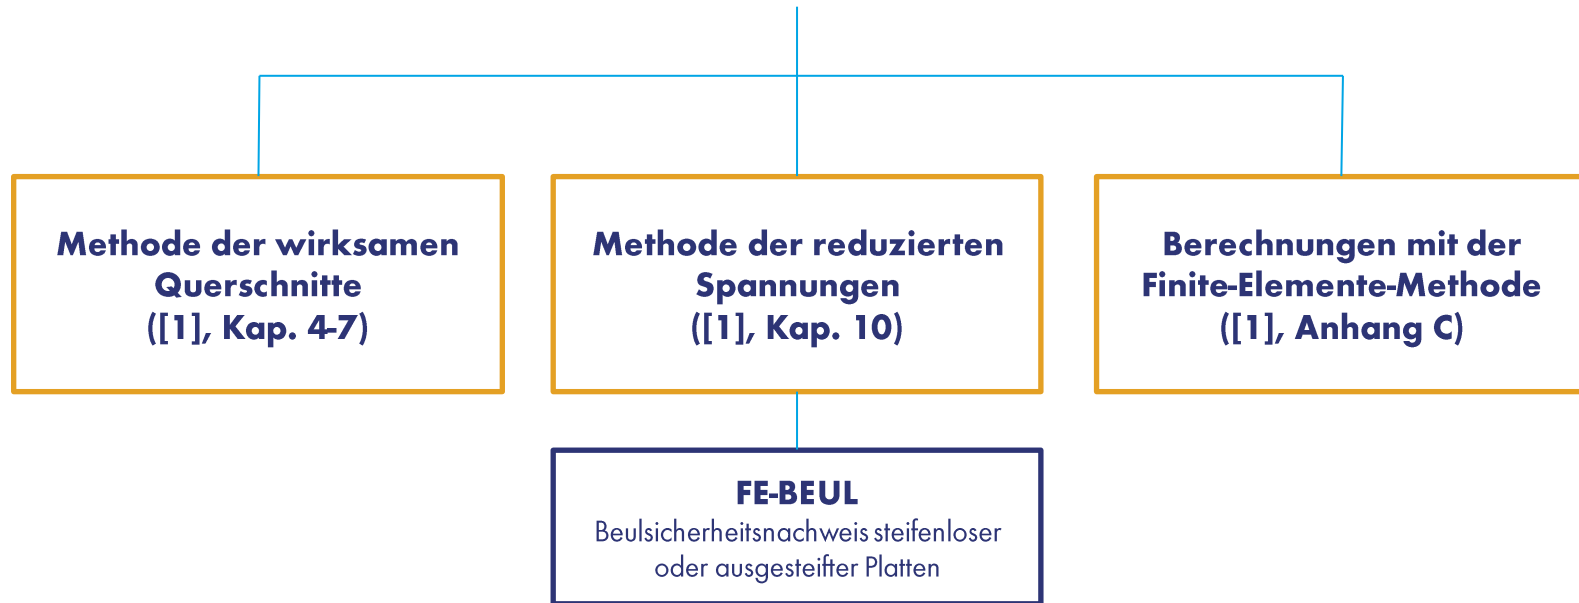 Methode der wirksamen
Querschnitte
([1], Kap. 4-7)
Methode der reduzierten
Spannungen
([1], Kap. 10)
Berechnungen mit der
Finite-Elemente-Methode
([1], Anhang C)
FE-BEUL
Beulsicherheitsnachweis steifenloser
oder ausgesteifter Platten